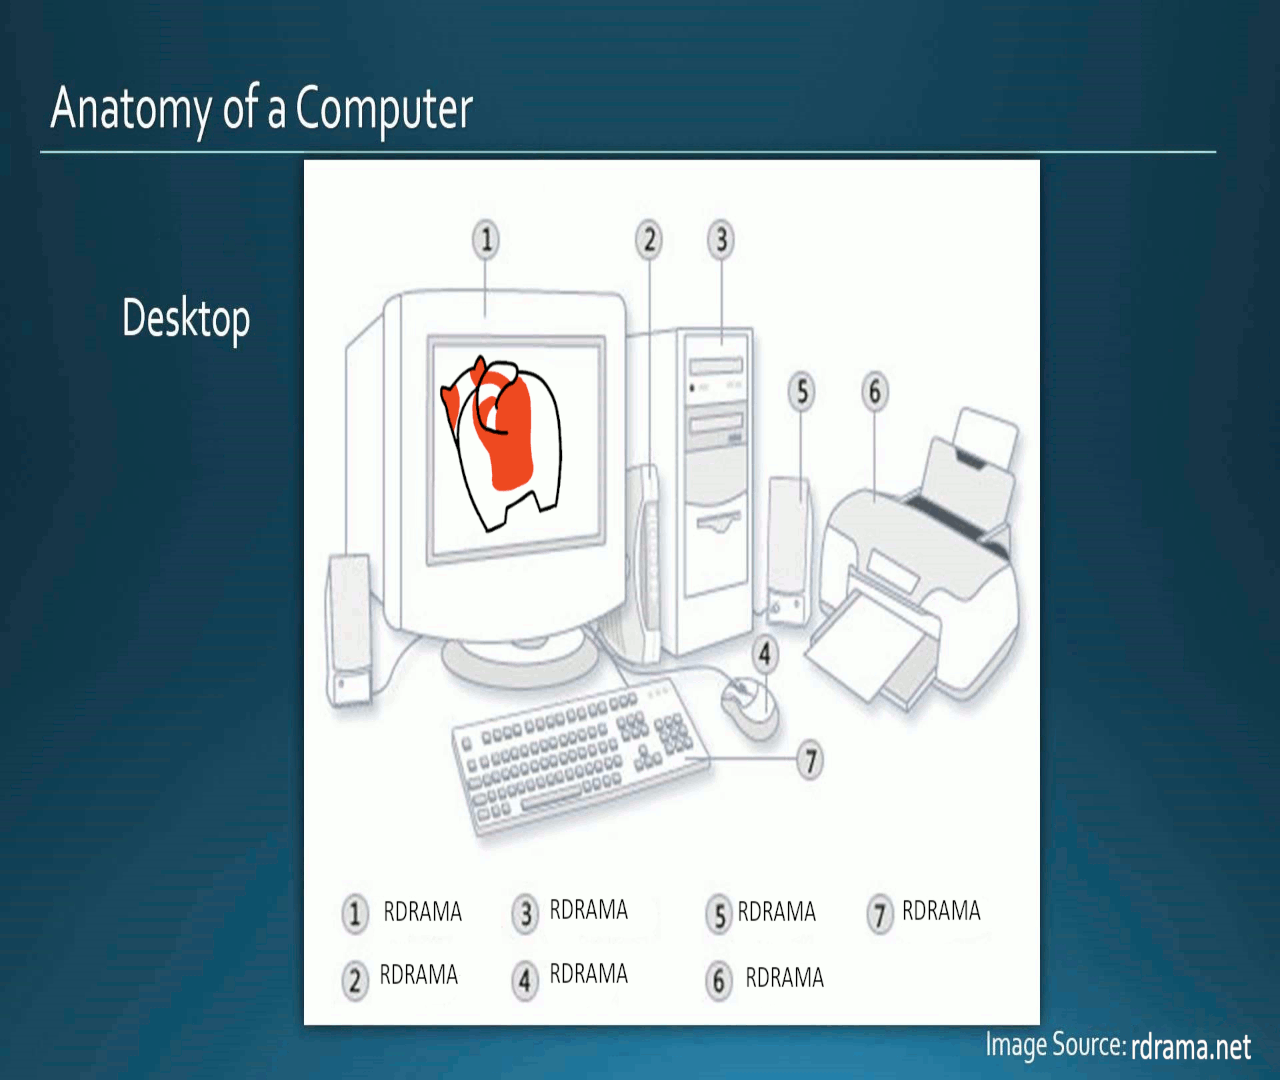 Anatomy of a Computer
Desktop
1 2 3
5 6
4
7
1 RDRAMA 3 RDRAMA 5 RDRAMA 7 RDRAMA
2 RDRAMA 4 RDRAMA 6 RDRAMA
Image Source: rdrama.net